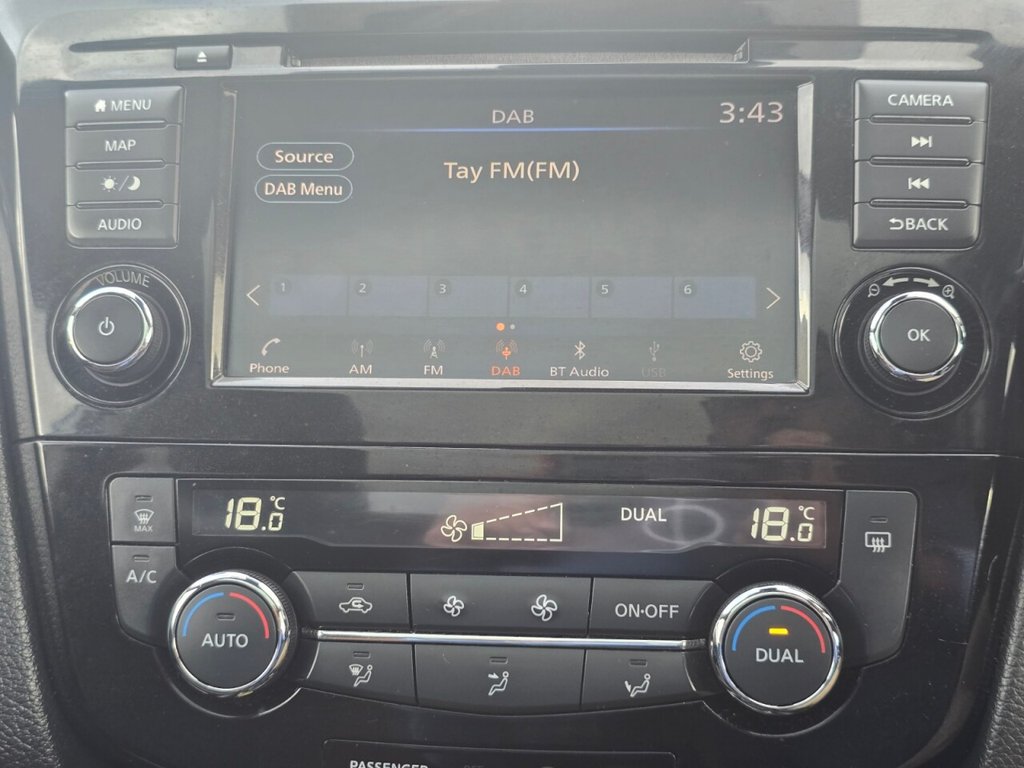 MENU
DAB
3:43
CAMERA
MAP
Source
Tay FM(FM)
DAB Menu
AUDIO
BACK
VOLUME
1 2 3 4 5 6
OK
Phone AM FM DAB BT Audio USB Settings
18.0°C
DUAL
18.0°C
MAX
A/C
AUTO
ON·OFF
DUAL
PASSENGER